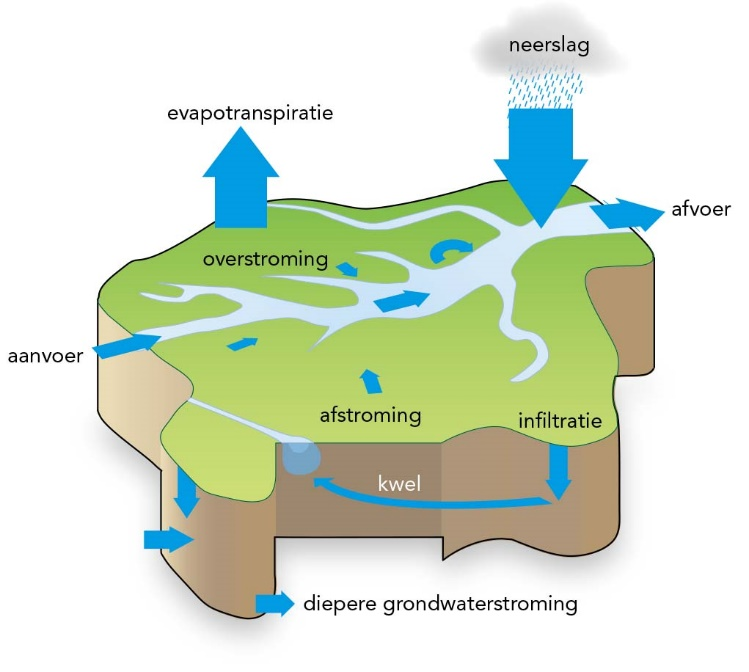 neerslag
evapotranspiratie
afvoer
overstroming
aanvoer
afstroming
infiltratie
kwel
diepere grondwaterstroming